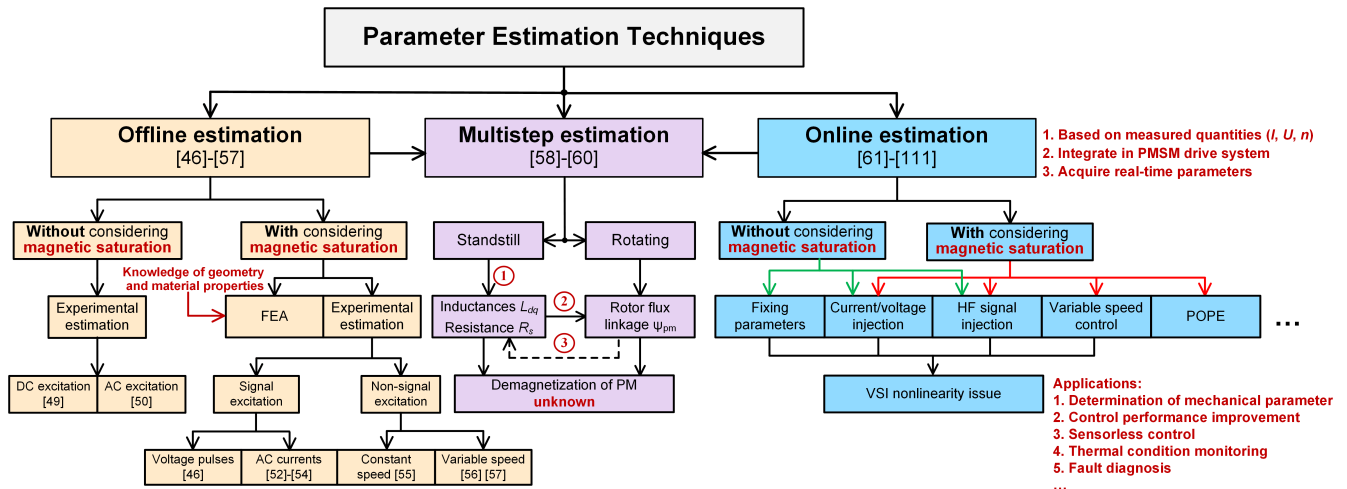 Parameter Estimation Techniques
Offline estimation
[46]-[57]
Multistep estimation
[58]-[60]
Online estimation
[61]-[111]
1. Based on measured quantities (I, U, n)
2. Integrate in PMSM drive system
3. Acquire real-time parameters
Without considering
magnetic saturation
With considering
magnetic saturation
Standstill
Rotating
Without considering
magnetic saturation
With considering
magnetic saturation
Knowledge of geometry
and material properties
1
Experimental
estimation
FEA
Experimental
estimation
Inductances Ldq
Resistance Rs
2
3
Rotor flux
linkage ψpm
Fixing
parameters
Current/voltage
injection
HF signal
injection
Variable speed
control
POPE
...
DC excitation
[49]
AC excitation
[50]
Signal
excitation
Non-signal
excitation
Demagnetization of PM
unknown
VSI nonlinearity issue
Applications:
1. Determination of mechanical parameter
2. Control performance improvement
3. Sensorless control
4. Thermal condition monitoring
5. Fault diagnosis
...
Voltage pulses
[46]
AC currents
[52]-[54]
Constant
speed [55]
Variable speed
[56] [57]